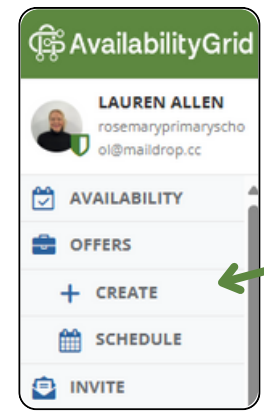 AvailabilityGrid
LAUREN ALLEN
rosemaryprimaryscho
ol@maildrop.cc
AVAILABILITY
OFFERS
+ CREATE
SCHEDULE
INVITE